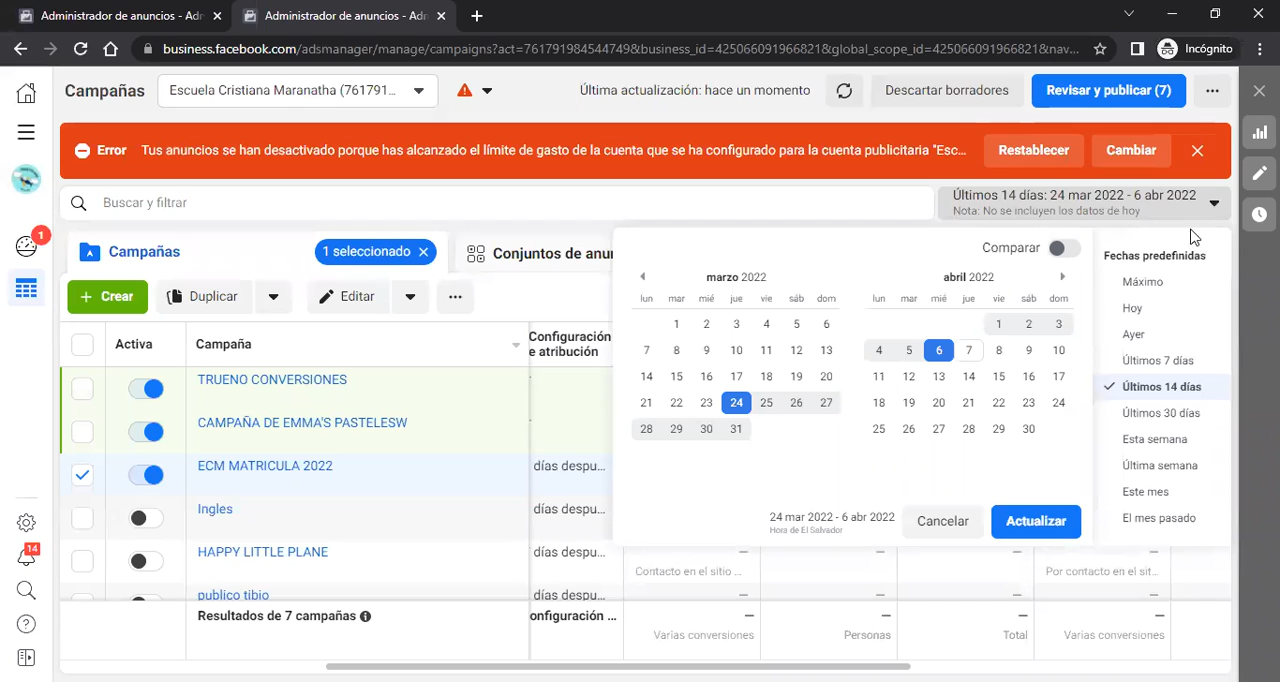 Administrador de anuncios - Adm
Administrador de anuncios - Adm
business.facebook.com/adsmanager/manage/campaigns?act=761791984544749&business_id=425066091966821&global_scope_id=425066091966821&nav...
Incógnito
Campañas
Escuela Cristiana Maranatha (761791...
Última actualización: hace un momento
Descartar borradores
Revisar y publicar (7)
Error
Tus anuncios se han desactivado porque has alcanzado el límite de gasto de la cuenta que se ha configurado para la cuenta publicitaria "Esc...
Restablecer
Cambiar
Buscar y filtrar
Últimos 14 días: 24 mar 2022 - 6 abr 2022
Nota: No se incluyen los datos de hoy
1
Campañas
1 seleccionado
Conjuntos de anun
Crear
Duplicar
Editar
Activa
Campaña
Configuración
e atribución
TRUENO CONVERSIONES
CAMPAÑA DE EMMA'S PASTELESW
ECM MATRICULA 2022
días despu...
Ingles
días despu...
HAPPY LITTLE PLANE
días despu...
publico tibio
días despu...
Resultados de 7 campañas
onfiguración ...
Comparar
marzo 2022
lun mar mié jue vie sáb dom
1 2 3 4 5 6
7 8 9 10 11 12 13
14 15 16 17 18 19 20
21 22 23 24 25 26 27
28 29 30 31
abril 2022
lun mar mié jue vie sáb dom
1 2 3
4 5 6 7 8 9 10
11 12 13 14 15 16 17
18 19 20 21 22 23 24
25 26 27 28 29 30
24 mar 2022 - 6 abr 2022
Hora de El Salvador
Cancelar
Actualizar
Fechas predefinidas
Máximo
Hoy
Ayer
Últimos 7 días
Últimos 14 días
Últimos 30 días
Esta semana
Última semana
Este mes
El mes pasado
— — — —
Contacto en el sitio ...
Por contacto en el sit...
— — — —
— — — —
Varias conversiones
Personas
Total
Varias conversiones
14